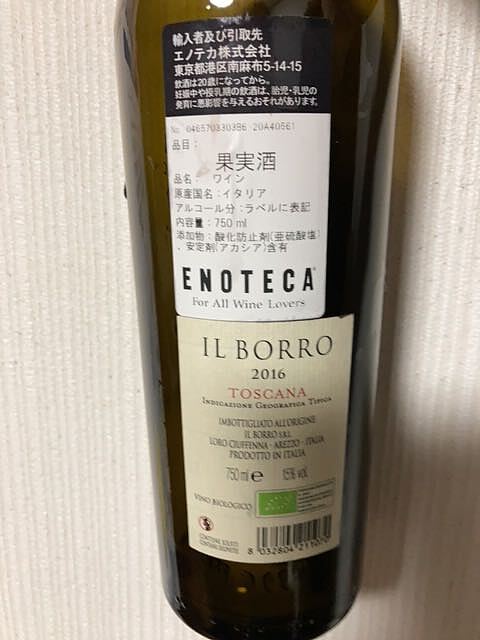 輸入者及び引取先
エノテカ株式会社
東京都港区南麻布5-14-15
飲酒は20歳になってから。
妊娠中や授乳期の飲酒は、胎児・乳児の
発育に悪影響を与えるおそれがあります。
No. 0465703303B6 20A40561
品目：
果実酒
品名： ワイン
原産国名：イタリア
アルコール分：ラベルに表記
内容量：750 ml
添加物：酸化防止剤(亜硫酸塩)
、安定剤(アカシア)含有
ENOTECA
For All Wine Lovers
IL BORRO
2016
TOSCANA
INDICAZIONE GEOGRAFICA TIPICA
IMBOTTIGLIATO ALL'ORIGINE
IL BORRO S.R.L.
LORO CIUFFENNA - AREZZO - ITALIA
PRODOTTO IN ITALIA
750 ml e 15% vol.
VINO BIOLOGICO
CONTIENE SOLFITI
8 032804 211070